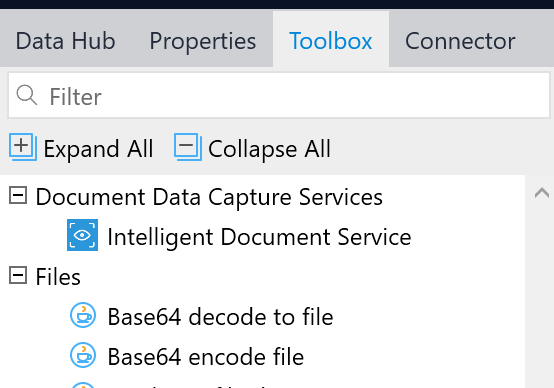 Data Hub Properties Toolbox Connector
Filter
Expand All Collapse All
Document Data Capture Services
Intelligent Document Service
Files
Base64 decode to file
Base64 encode file